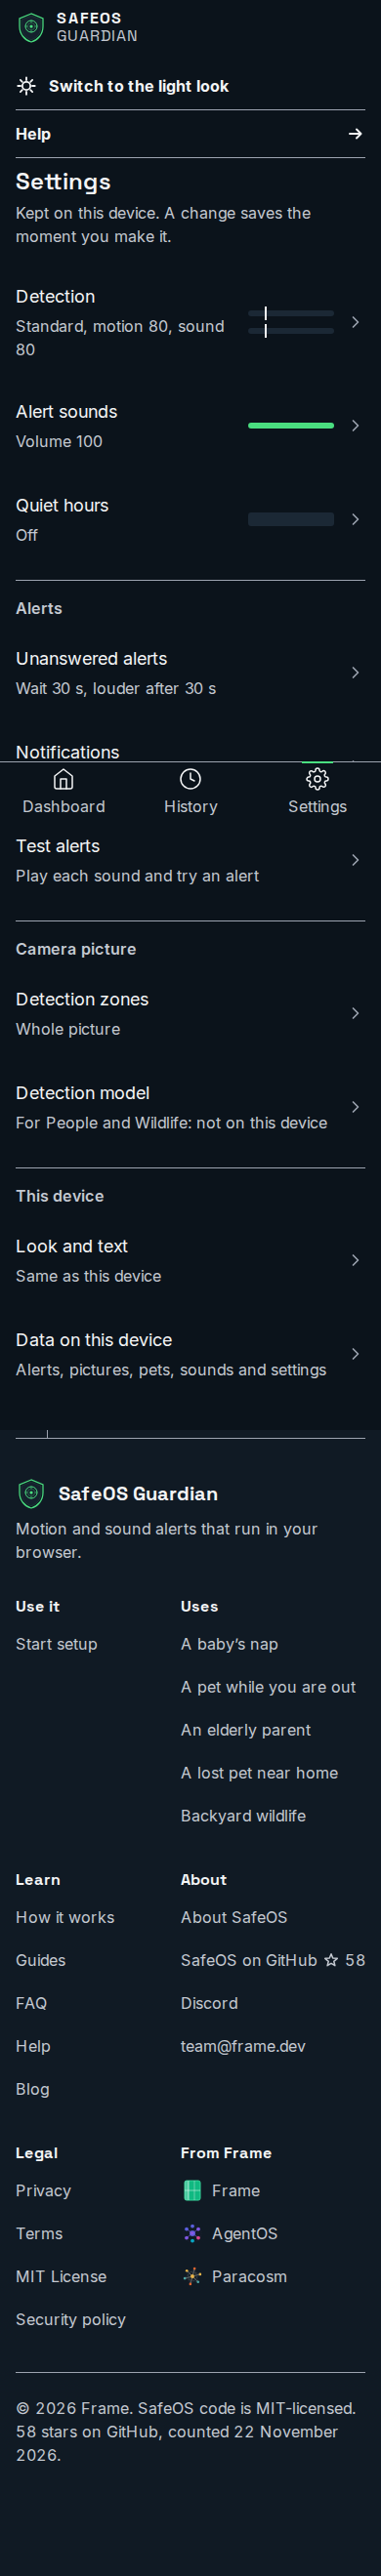 SAFEOS
GUARDIAN
Switch to the light look
Help
Settings
Kept on this device. A change saves the
moment you make it.
Detection
Standard, motion 80, sound
80
Alert sounds
Volume 100
Quiet hours
Off
Alerts
Unanswered alerts
Wait 30 s, louder after 30 s
Notifications
Dashboard
History
Settings
Test alerts
Play each sound and try an alert
Camera picture
Detection zones
Whole picture
Detection model
For People and Wildlife: not on this device
This device
Look and text
Same as this device
Data on this device
Alerts, pictures, pets, sounds and settings
SafeOS Guardian
Motion and sound alerts that run in your
browser.
Use it
Start setup
Uses
A baby’s nap
A pet while you are out
An elderly parent
A lost pet near home
Backyard wildlife
Learn
How it works
Guides
FAQ
Help
Blog
About
About SafeOS
SafeOS on GitHub ☆ 58
Discord
team@frame.dev
Legal
Privacy
Terms
MIT License
Security policy
From Frame
Frame
AgentOS
Paracosm
© 2026 Frame. SafeOS code is MIT-licensed.
58 stars on GitHub, counted 22 November
2026.